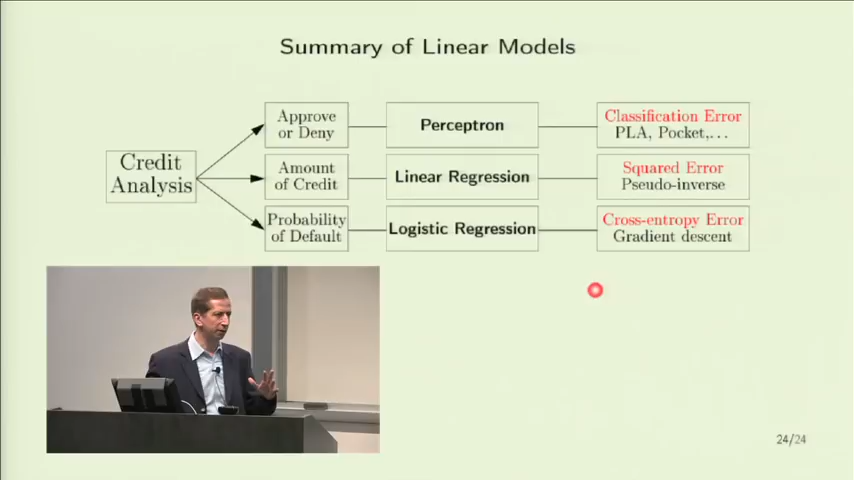 Summary of Linear Models
Credit
Analysis
Approve
or Deny
Perceptron
Classification Error
PLA, Pocket,...
Amount
of Credit
Linear Regression
Squared Error
Pseudo-inverse
Probability
of Default
Logistic Regression
Cross-entropy Error
Gradient descent
24/24